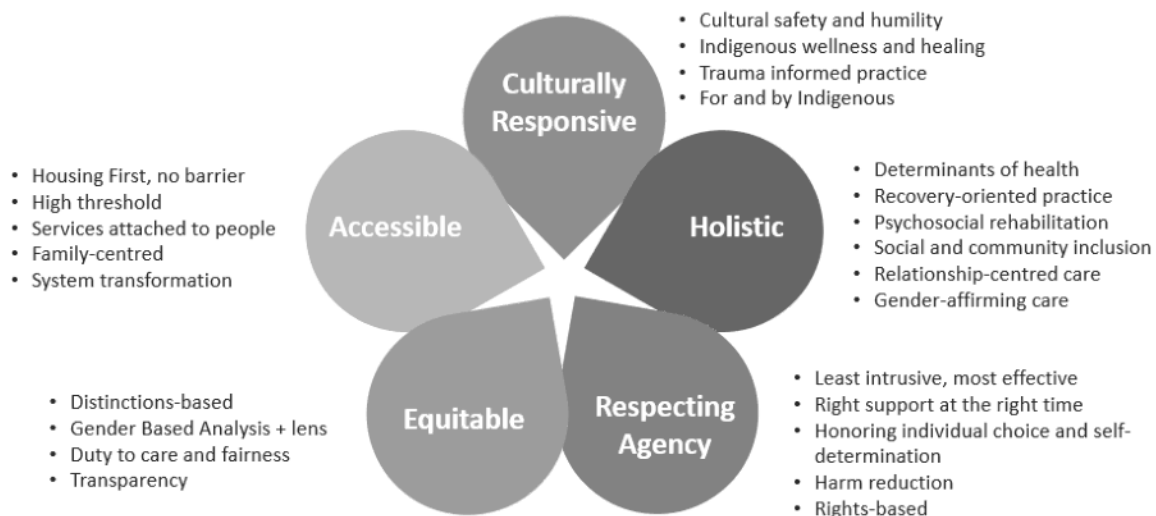 Culturally
Responsive
• Cultural safety and humility
• Indigenous wellness and healing
• Trauma informed practice
• For and by Indigenous
Holistic
• Determinants of health
• Recovery-oriented practice
• Psychosocial rehabilitation
• Social and community inclusion
• Relationship-centred care
• Gender-affirming care
Respecting
Agency
• Least intrusive, most effective
• Right support at the right time
• Honoring individual choice and self-
determination
• Harm reduction
• Rights-based
Equitable
• Distinctions-based
• Gender Based Analysis + lens
• Duty to care and fairness
• Transparency
Accessible
• Housing First, no barrier
• High threshold
• Services attached to people
• Family-centred
• System transformation